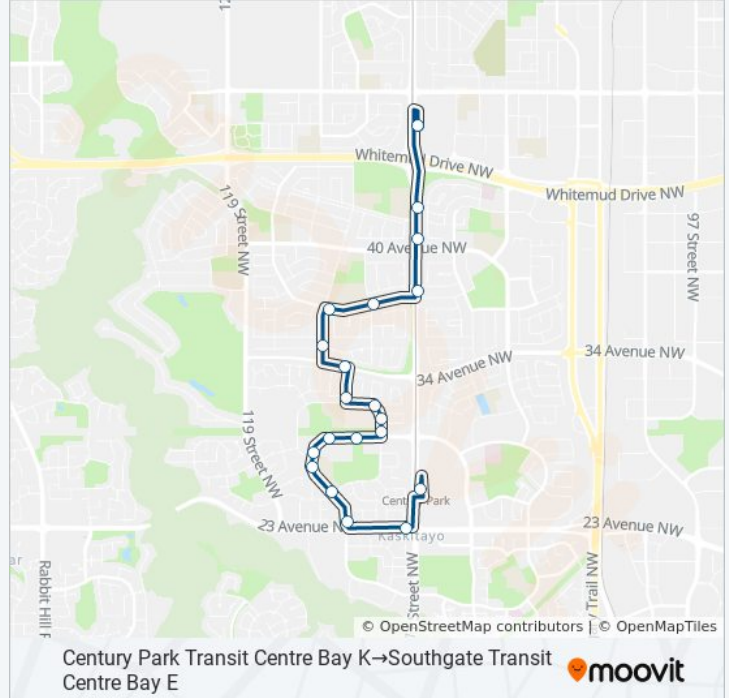 Whitemud Drive NW
Whitemud Drive NW
119 Street NW
97 Street NW
40 Avenue NW
34 Avenue NW
34 Avenue NW
119 Street NW
Century Park
23 Avenue N
23 Avenue NW
Kaskitayo
Rabbit Hill
Street NW
Trail NW
© OpenStreetMap contributors | © OpenMapTiles
Century Park Transit Centre Bay K→Southgate Transit
Centre Bay E
moovit